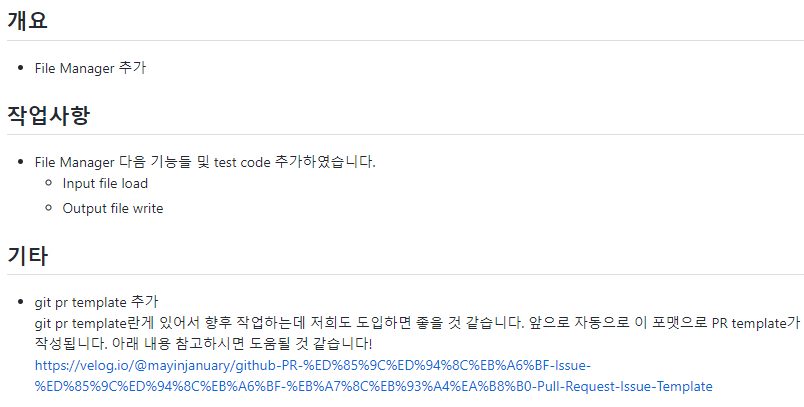 개요
File Manager 추가
작업사항
File Manager 다음 기능들 및 test code 추가하였습니다.
Input file load
Output file write
기타
git pr template 추가
git pr template란게 있어서 향후 작업하는데 저희도 도입하면 좋을 것 같습니다. 앞으로 자동으로 이 포맷으로 PR template가
작성됩니다. 아래 내용 참고하시면 도움될 것 같습니다!
https://velog.io/@mayinjanuary/github-PR-%ED%85%9C%ED%94%8C%EB%A6%BF-Issue-
%ED%85%9C%ED%94%8C%EB%A6%BF-%EB%A7%8C%EB%93%A4%EA%B8%B0-Pull-Request-Issue-Template